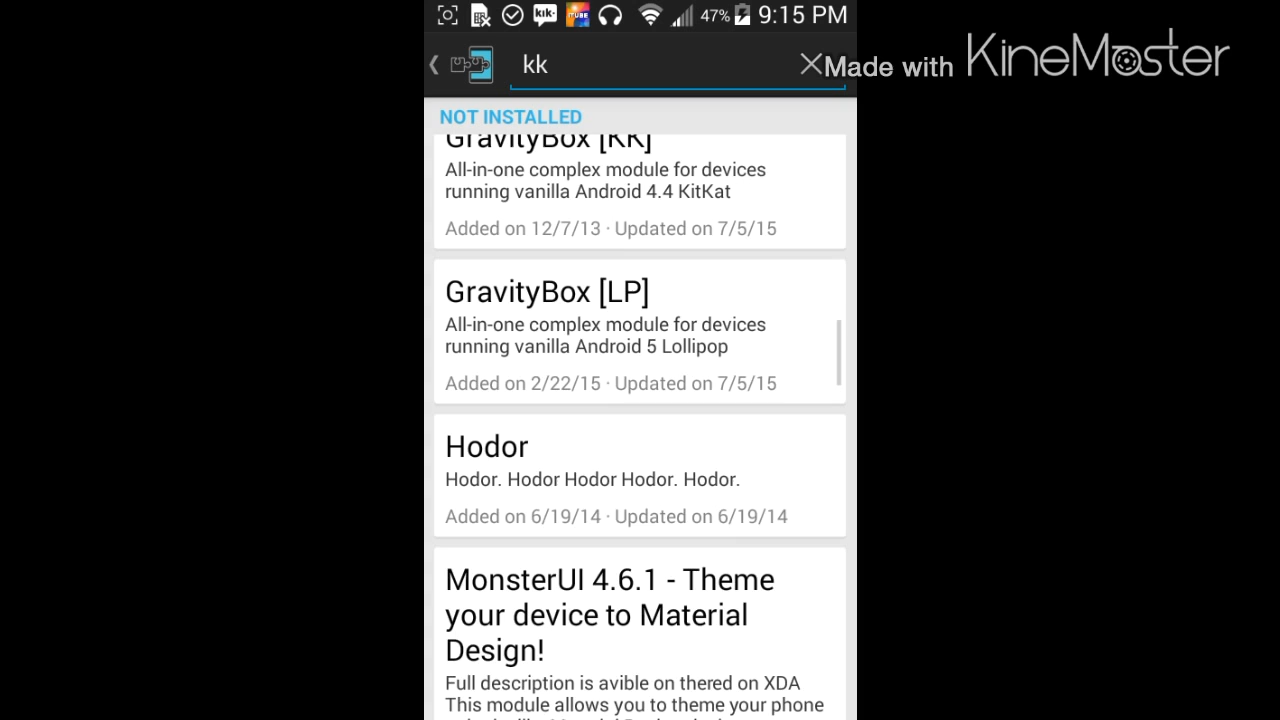 kik
iTUBE
47%
9:15 PM
kk
Made with KINEMASTER
NOT INSTALLED
GravityBox [KK]
All-in-one complex module for devices
running vanilla Android 4.4 KitKat
Added on 12/7/13 · Updated on 7/5/15
GravityBox [LP]
All-in-one complex module for devices
running vanilla Android 5 Lollipop
Added on 2/22/15 · Updated on 7/5/15
Hodor
Hodor. Hodor Hodor Hodor. Hodor.
Added on 6/19/14 · Updated on 6/19/14
MonsterUI 4.6.1 - Theme
your device to Material
Design!
Full description is avible on thered on XDA
This module allows you to theme your phone